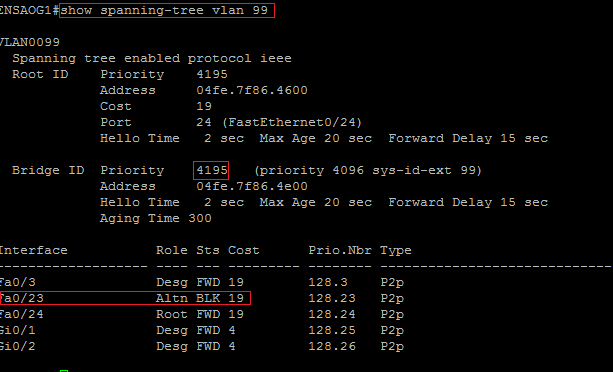 ENSAOG1#show spanning-tree vlan 99
VLAN0099
Spanning tree enabled protocol ieee
Root ID Priority 4195
Address 04fe.7f86.4600
Cost 19
Port 24 (FastEthernet0/24)
Hello Time 2 sec Max Age 20 sec Forward Delay 15 sec
Bridge ID Priority 4195 (priority 4096 sys-id-ext 99)
Address 04fe.7f86.4e00
Hello Time 2 sec Max Age 20 sec Forward Delay 15 sec
Aging Time 300
Interface Role Sts Cost Prio.Nbr Type
------------------- ---- --- --------- -------- --------------------------------
Fa0/3 Desg FWD 19 128.3 P2p
Fa0/23 Altn BLK 19 128.23 P2p
Fa0/24 Root FWD 19 128.24 P2p
Gi0/1 Desg FWD 4 128.25 P2p
Gi0/2 Desg FWD 4 128.26 P2p